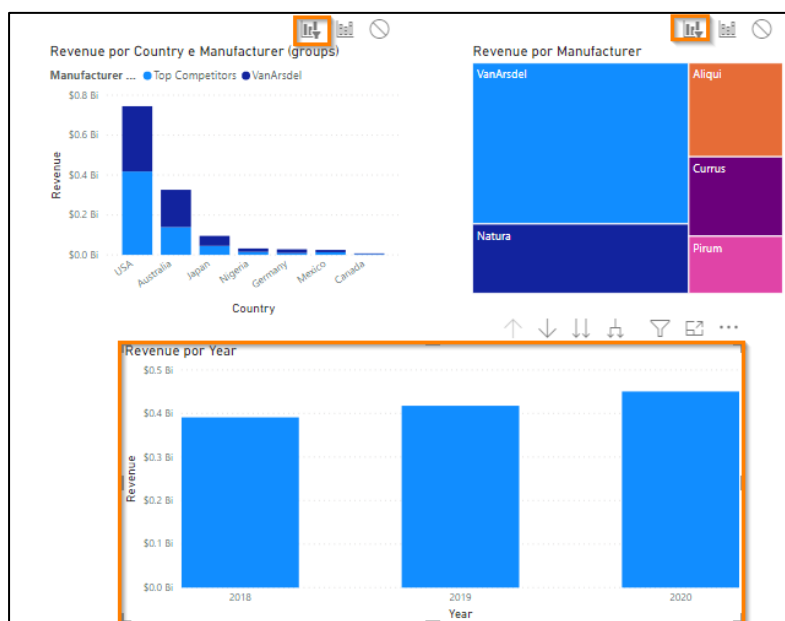 Revenue por Country e Manufacturer (groups)
Manufacturer ... Top Competitors VanArsdel
$0.8 Bi
$0.6 Bi
$0.4 Bi
$0.2 Bi
$0.0 Bi
Revenue
USA
Australia
Japan
Nigeria
Germany
Mexico
Canada
Country
Revenue por Manufacturer
VanArsdel
Aliqui
Currus
Natura
Pirum
Revenue por Year
$0.5 Bi
$0.4 Bi
$0.3 Bi
$0.2 Bi
$0.1 Bi
$0.0 Bi
Revenue
2018
2019
2020
Year